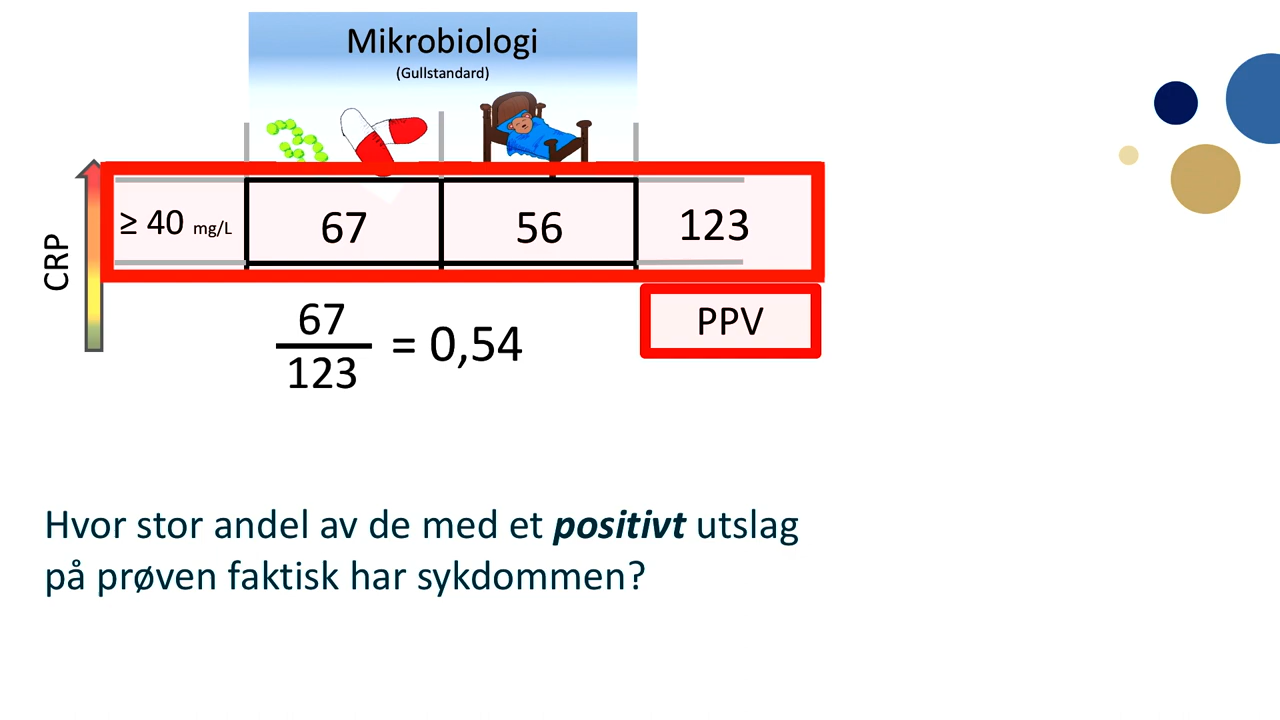 Mikrobiologi
(Gullstandard)
CRP
≥ 40 mg/L
67
56
123
67
123
= 0,54
PPV
Hvor stor andel av de med et positivt utslag
på prøven faktisk har sykdommen?